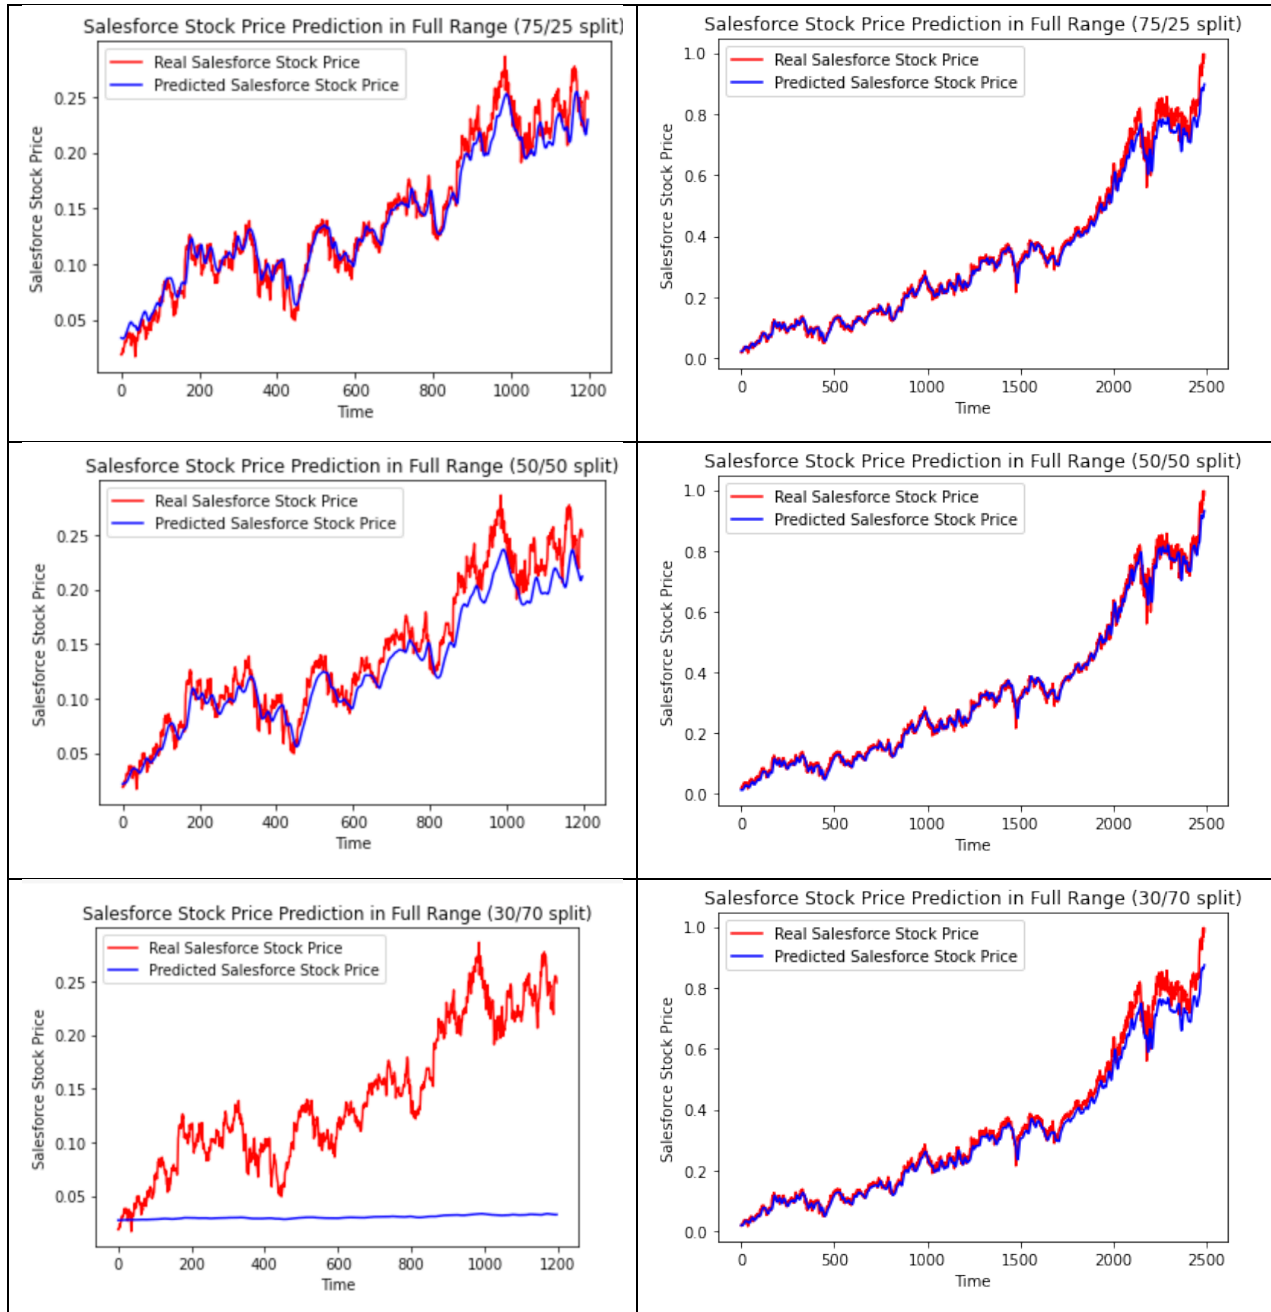 Salesforce Stock Price Prediction in Full Range (75/25 split)
Real Salesforce Stock Price
Predicted Salesforce Stock Price
Salesforce Stock Price
0.25
0.20
0.15
0.10
0.05
0 200 400 600 800 1000 1200
Time
Salesforce Stock Price Prediction in Full Range (75/25 split)
Real Salesforce Stock Price
Predicted Salesforce Stock Price
Salesforce Stock Price
1.0
0.8
0.6
0.4
0.2
0.0
0 500 1000 1500 2000 2500
Time
Salesforce Stock Price Prediction in Full Range (50/50 split)
Real Salesforce Stock Price
Predicted Salesforce Stock Price
Salesforce Stock Price
0.25
0.20
0.15
0.10
0.05
0 200 400 600 800 1000 1200
Time
Salesforce Stock Price Prediction in Full Range (50/50 split)
Real Salesforce Stock Price
Predicted Salesforce Stock Price
Salesforce Stock Price
1.0
0.8
0.6
0.4
0.2
0.0
0 500 1000 1500 2000 2500
Time
Salesforce Stock Price Prediction in Full Range (30/70 split)
Real Salesforce Stock Price
Predicted Salesforce Stock Price
Salesforce Stock Price
0.25
0.20
0.15
0.10
0.05
0 200 400 600 800 1000 1200
Time
Salesforce Stock Price Prediction in Full Range (30/70 split)
Real Salesforce Stock Price
Predicted Salesforce Stock Price
Salesforce Stock Price
1.0
0.8
0.6
0.4
0.2
0.0
0 500 1000 1500 2000 2500
Time